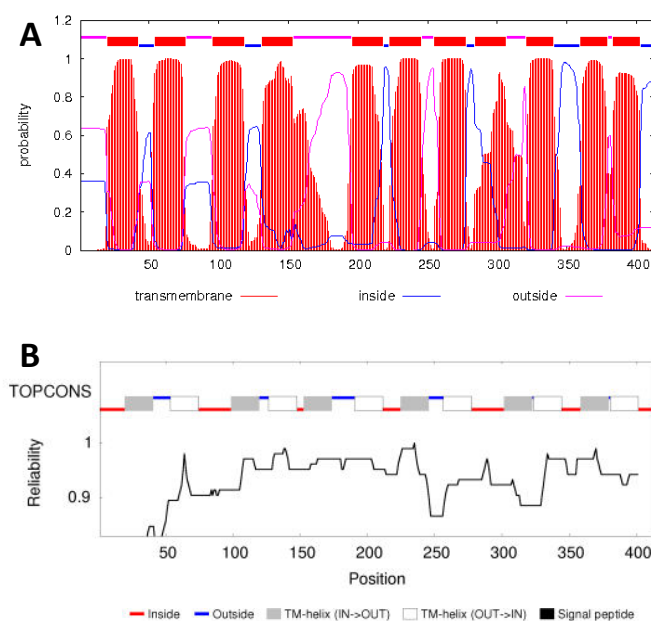 A
1.2
1
0.8
0.6
0.4
0.2
0
probability
50 100 150 200 250 300 350 400
transmembrane inside outside
B
TOPCONS
1
0.9
Reliability
50 100 150 200 250 300 350 400
Position
Inside Outside TM-helix (IN->OUT) TM-helix (OUT->IN) Signal peptide